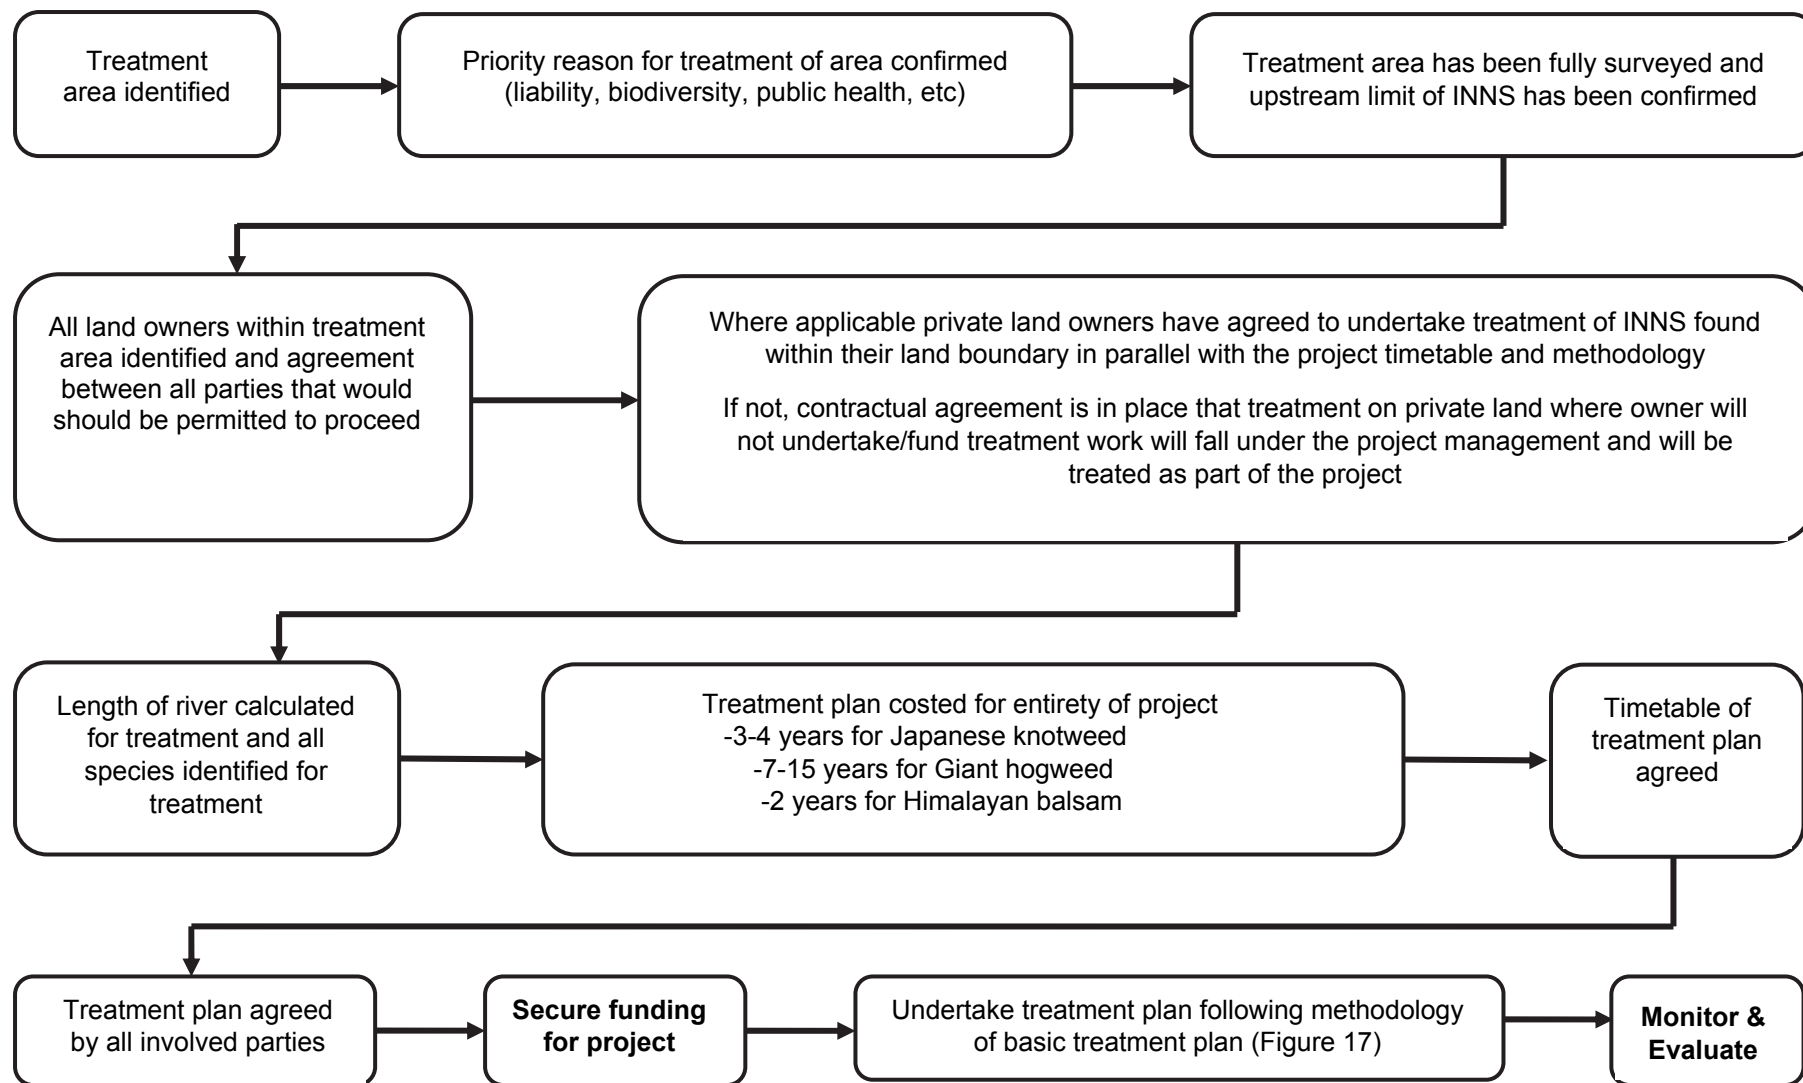 Treatment
area identified
Priority reason for treatment of area confirmed
(liability, biodiversity, public health, etc)
Treatment area has been fully surveyed and
upstream limit of INNS has been confirmed
All land owners within treatment
area identified and agreement
between all parties that would
should be permitted to proceed
Where applicable private land owners have agreed to undertake treatment of INNS found
within their land boundary in parallel with the project timetable and methodology
If not, contractual agreement is in place that treatment on private land where owner will
not undertake/fund treatment work will fall under the project management and will be
treated as part of the project
Length of river calculated
for treatment and all
species identified for
treatment
Treatment plan costed for entirety of project
-3-4 years for Japanese knotweed
-7-15 years for Giant hogweed
-2 years for Himalayan balsam
Timetable of
treatment plan
agreed
Treatment plan agreed
by all involved parties
Secure funding
for project
Undertake treatment plan following methodology
of basic treatment plan (Figure 17)
Monitor &
Evaluate